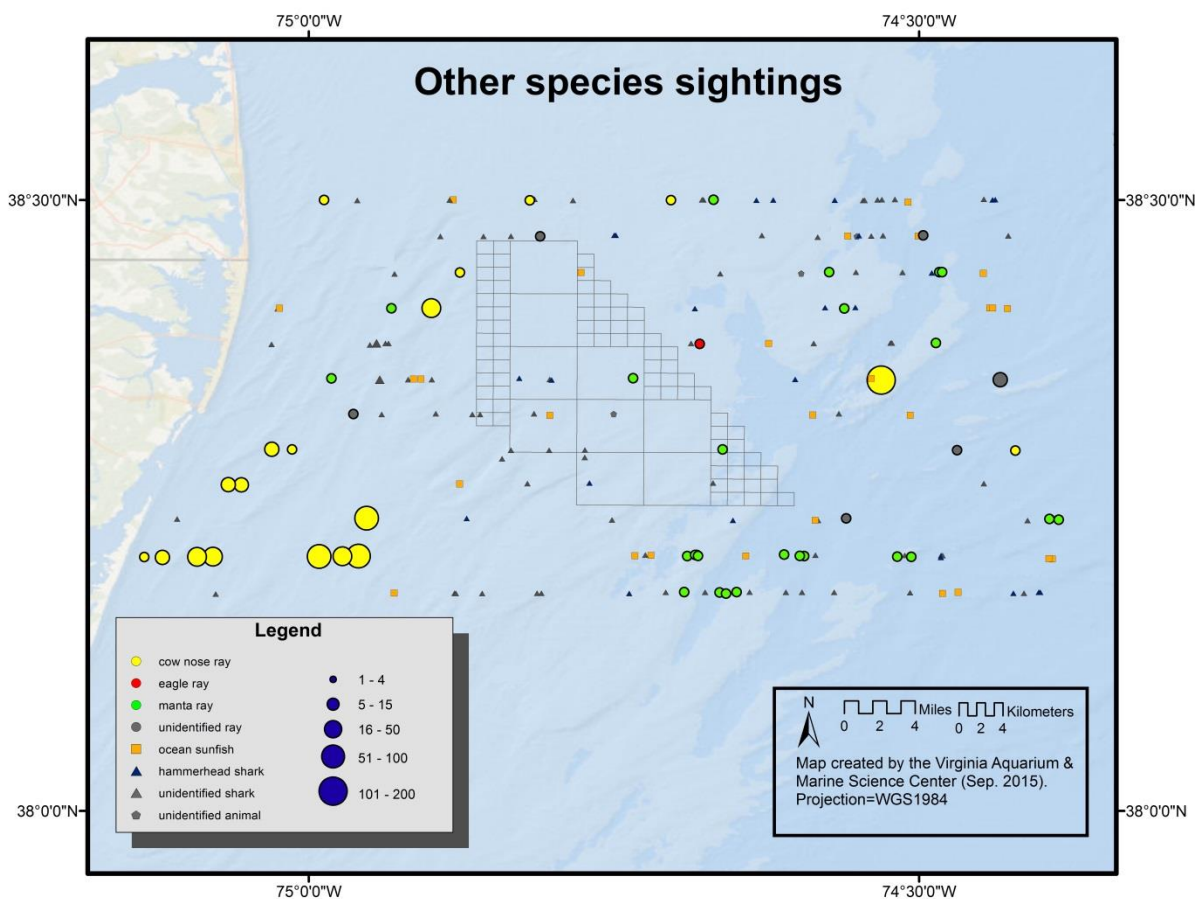 75°0'0"W 74°30'0"W
Other species sightings
38°30'0"N 38°30'0"N
Legend
cow nose ray
eagle ray
manta ray
unidentified ray
ocean sunfish
hammerhead shark
unidentified shark
unidentified animal
1 - 4
5 - 15
16 - 50
51 - 100
101 - 200
N
Miles Kilometers
0 2 4 0 2 4
Map created by the Virginia Aquarium &
Marine Science Center (Sep. 2015).
Projection=WGS1984
38°0'0"N 38°0'0"N
75°0'0"W 74°30'0"W